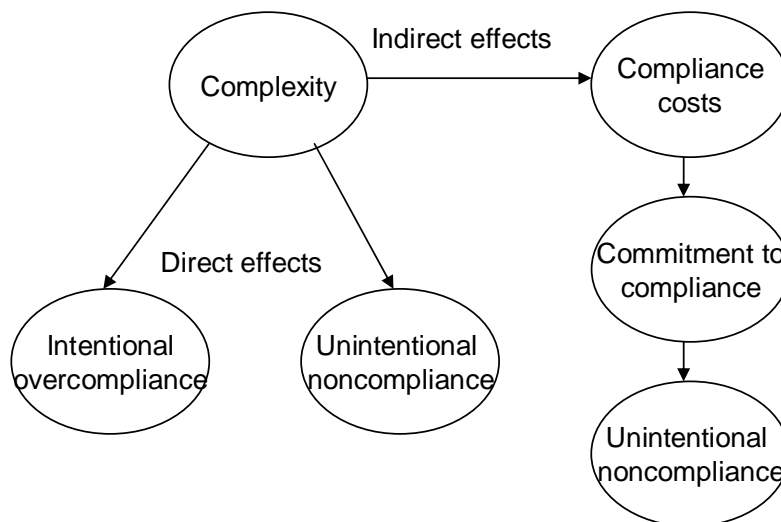 Indirect effects
Complexity
Compliance
costs
Commitment to
compliance
Direct effects
Intentional
overcompliance
Unintentional
noncompliance
Unintentional
noncompliance